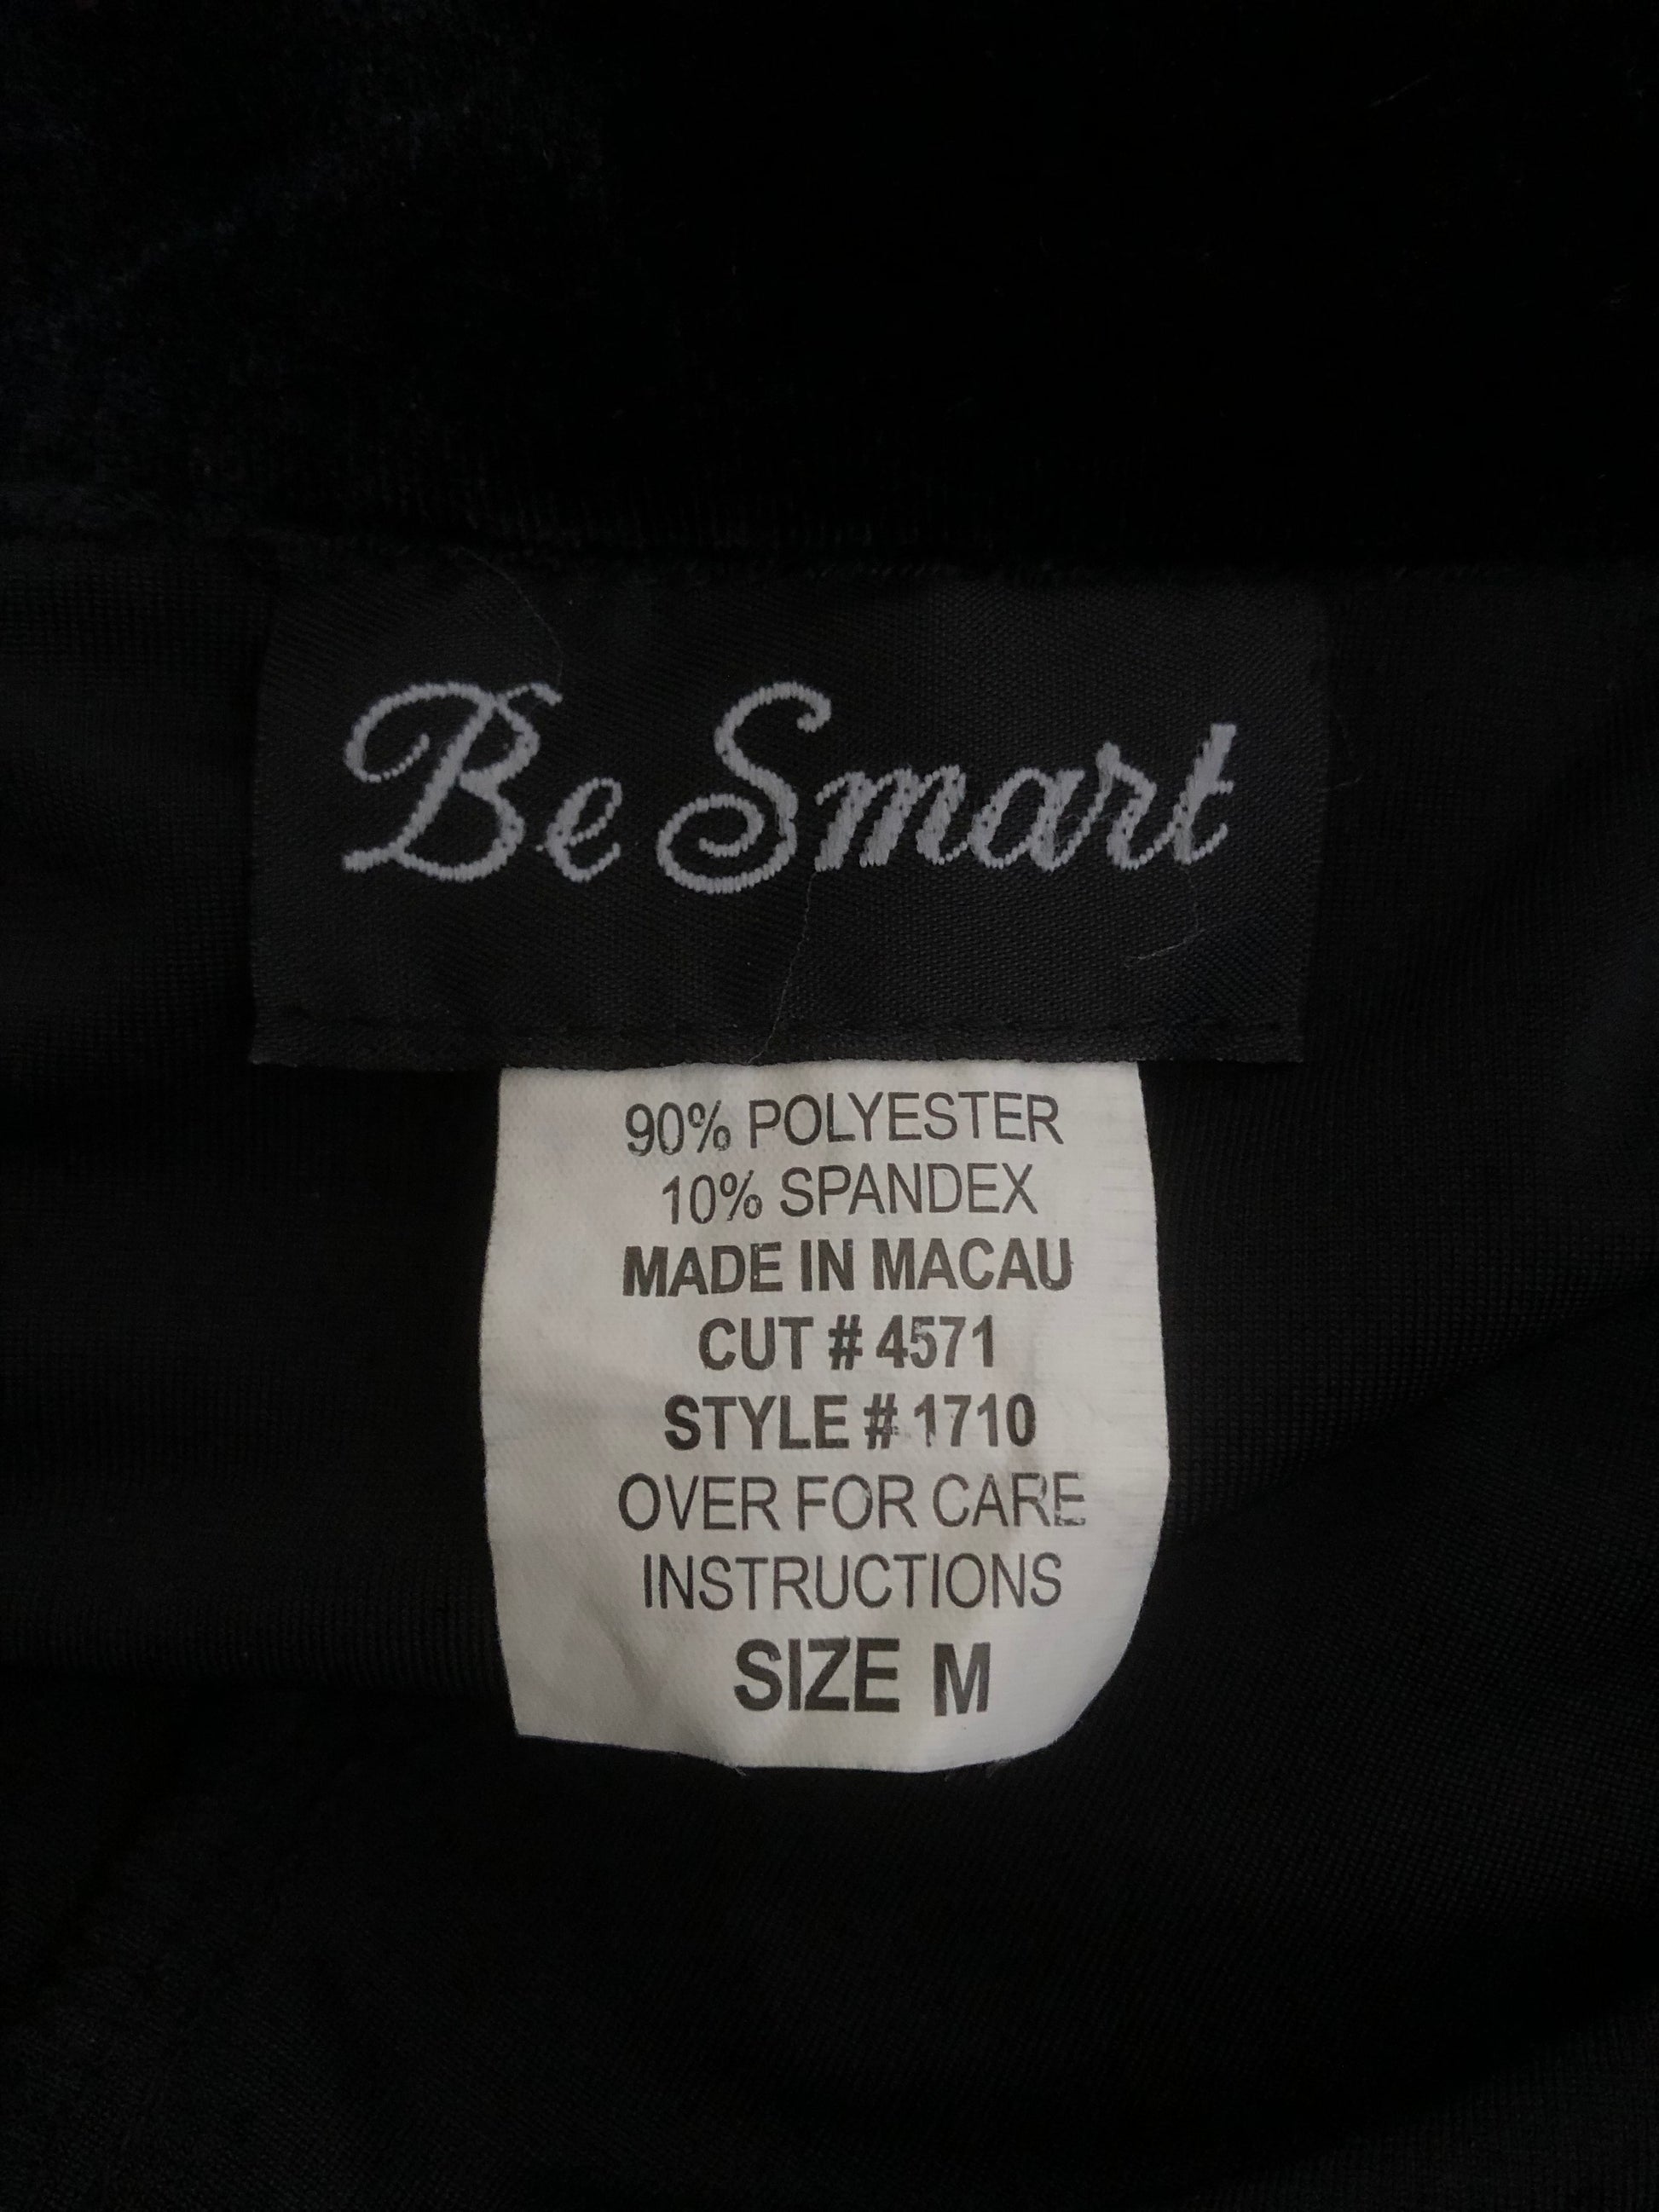 Be Smart
90% POLYESTER
10% SPANDEX
MADE IN MACAU
CUT # 4571
STYLE # 1710
OVER FOR CARE
INSTRUCTIONS
SIZE M